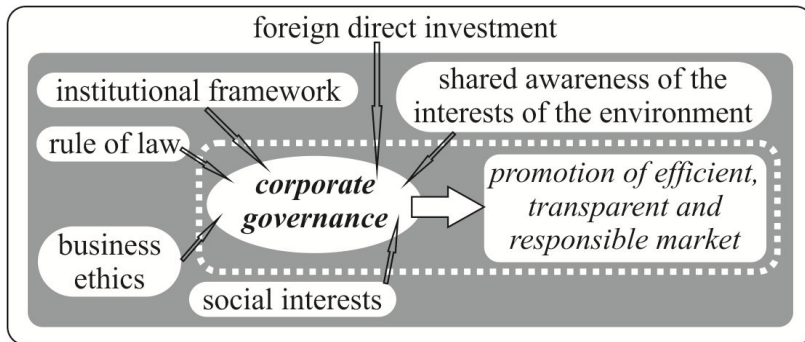 foreign direct investment
institutional framework
shared awareness of the
interests of the environment
rule of law
corporate
governance
promotion of efficient,
transparent and
responsible market
business
ethics
social interests